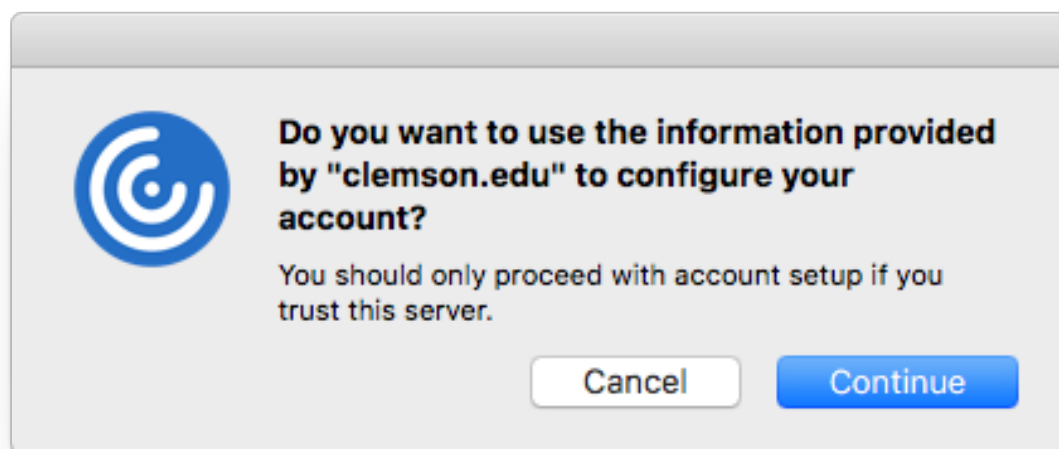 Do you want to use the information provided
by "clemson.edu" to configure your
account?
You should only proceed with account setup if you
trust this server.
Cancel
Continue